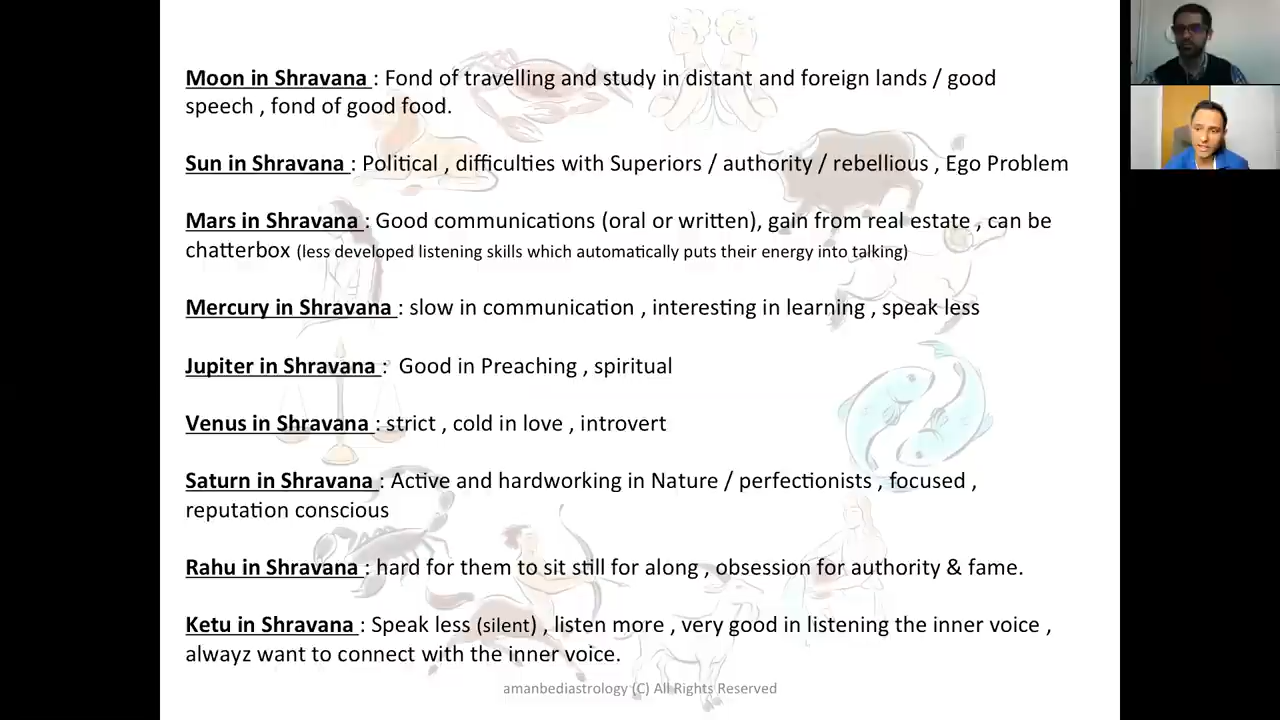 Moon in Shravana : Fond of travelling and study in distant and foreign lands / good
speech , fond of good food.
Sun in Shravana : Political , difficulties with Superiors / authority / rebellious , Ego Problem
Mars in Shravana : Good communications (oral or written), gain from real estate , can be
chatterbox (less developed listening skills which automatically puts their energy into talking)
Mercury in Shravana : slow in communication , interesting in learning , speak less
Jupiter in Shravana :  Good in Preaching , spiritual
Venus in Shravana : strict , cold in love , introvert
Saturn in Shravana : Active and hardworking in Nature / perfectionists , focused ,
reputation conscious
Rahu in Shravana : hard for them to sit still for along , obsession for authority & fame.
Ketu in Shravana : Speak less (silent) , listen more , very good in listening the inner voice ,
alwayz want to connect with the inner voice.
amanbediastrology (C) All Rights Reserved